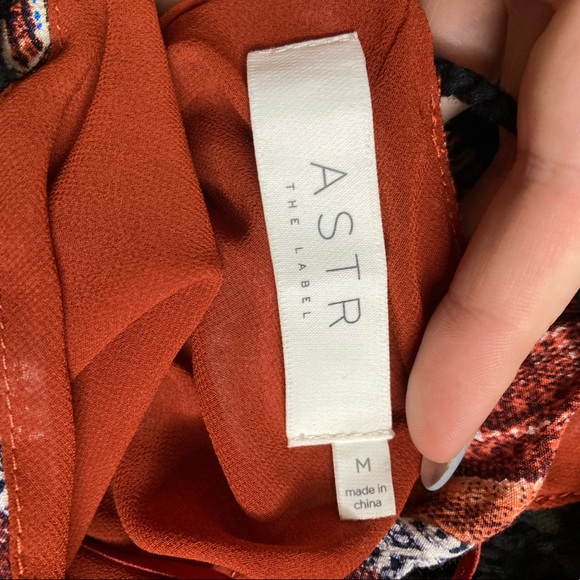 ASTR
THE LABEL
M
made in
china